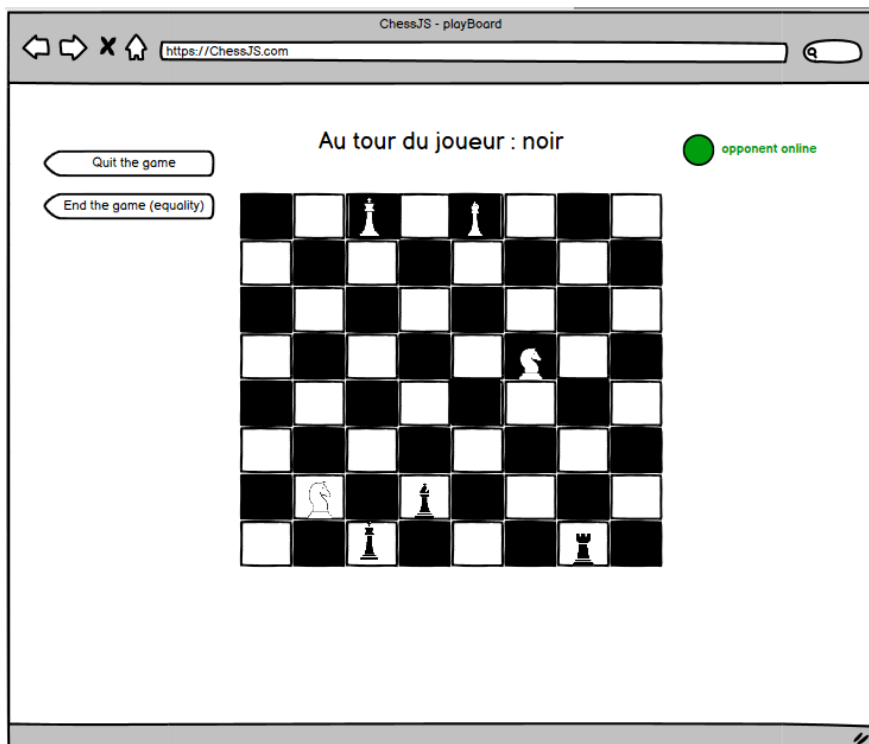 ChessJS - playBoard
https://ChessJS.com
Au tour du joueur : noir
opponent online
Quit the game
End the game (equality)